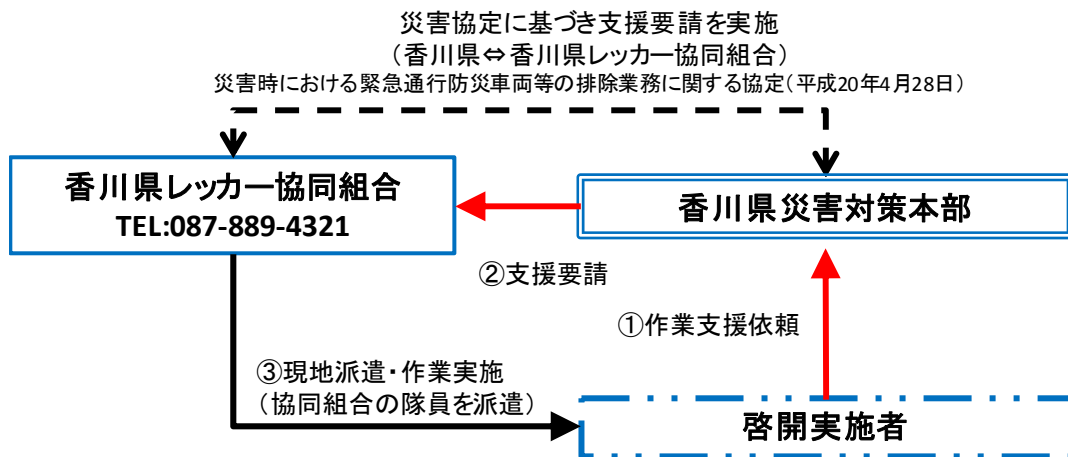 災害協定に基づき支援要請を実施
（香川県⇔香川県レッカー協同組合）
災害時における緊急通行防災車両等の排除業務に関する協定（平成20年4月28日）
香川県レッカー協同組合
TEL:087-889-4321
香川県災害対策本部
②支援要請
①作業支援依頼
③現地派遣・作業実施
（協同組合の隊員を派遣）
啓開実施者